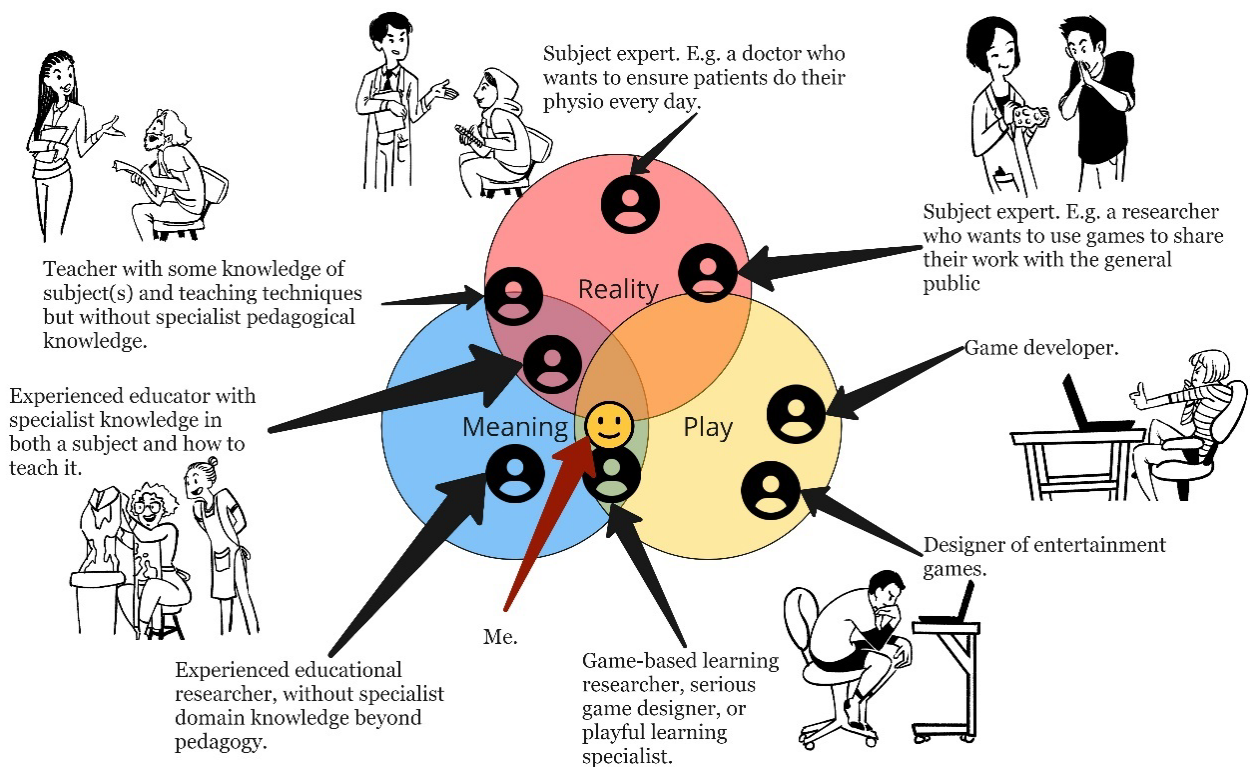 Subject expert. E.g. a doctor who
wants to ensure patients do their
physio every day.
Subject expert. E.g. a researcher
who wants to use games to share
their work with the general
public
Teacher with some knowledge of
subject(s) and teaching techniques
but without specialist pedagogical
knowledge.
Reality
Game developer.
Experienced educator with
specialist knowledge in
both a subject and how to
teach it.
Meaning
Play
Designer of entertainment
games.
Me.
Experienced educational
researcher, without specialist
domain knowledge beyond
pedagogy.
Game-based learning
researcher, serious
game designer, or
playful learning
specialist.